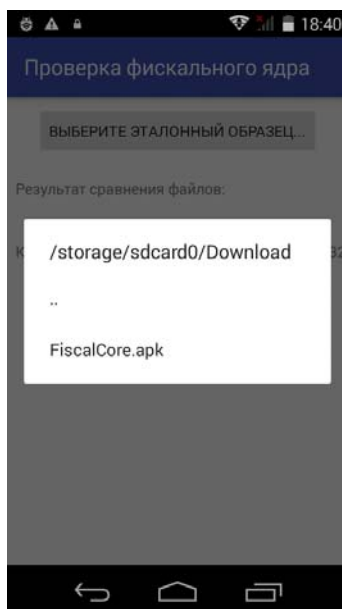 18:40
Проверка фискального ядра
ВЫБЕРИТЕ ЭТАЛОННЫЙ ОБРАЗЕЦ...
Результат сравнения файлов:
/storage/sdcard0/Download
..
FiscalCore.apk